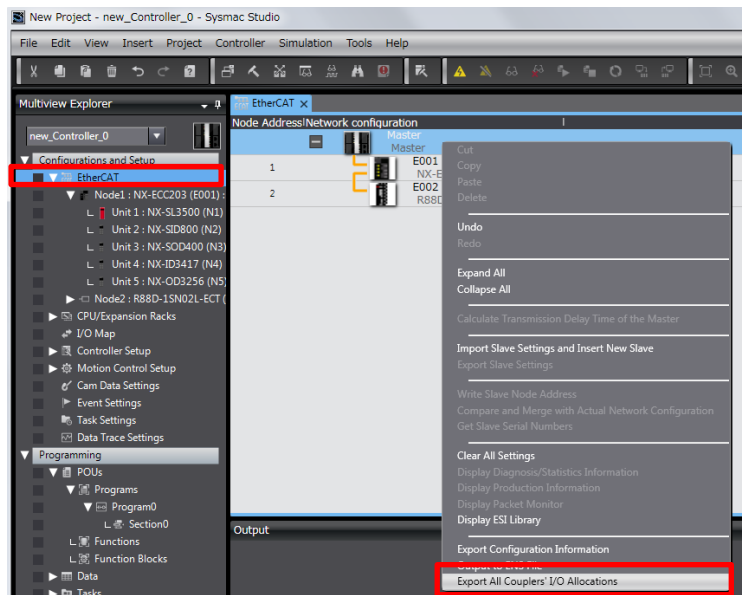 New Project - new_Controller_0 - Sysmac Studio
File Edit View Insert Project Controller Simulation Tools Help
Multiview Explorer
new_Controller_0
Configurations and Setup
EtherCAT
Node1 : NX-ECC203 (E001) :
Unit 1 : NX-SL3500 (N1)
Unit 2 : NX-SID800 (N2)
Unit 3 : NX-SOD400 (N3)
Unit 4 : NX-ID3417 (N4)
Unit 5 : NX-OD3256 (N5)
Node2 : R88D-1SN02L-ECT (
CPU/Expansion Racks
I/O Map
Controller Setup
Motion Control Setup
Cam Data Settings
Event Settings
Task Settings
Data Trace Settings
Programming
POUs
Programs
Program0
Section0
Functions
Function Blocks
Data
Tasks
EtherCAT
Node Address|Network configuration
Master
Master
1
E001
NX-E
2
E002
R88D
Cut
Copy
Paste
Delete
Undo
Redo
Expand All
Collapse All
Calculate Transmission Delay Time of the Master
Import Slave Settings and Insert New Slave
Export Slave Settings
Write Slave Node Address
Compare and Merge with Actual Network Configuration
Get Slave Serial Numbers
Clear All Settings
Display Diagnosis/Statistics Information
Display Production Information
Display Packet Monitor
Display ESI Library
Export Configuration Information
Output to ENS File
Export All Couplers' I/O Allocations
Output